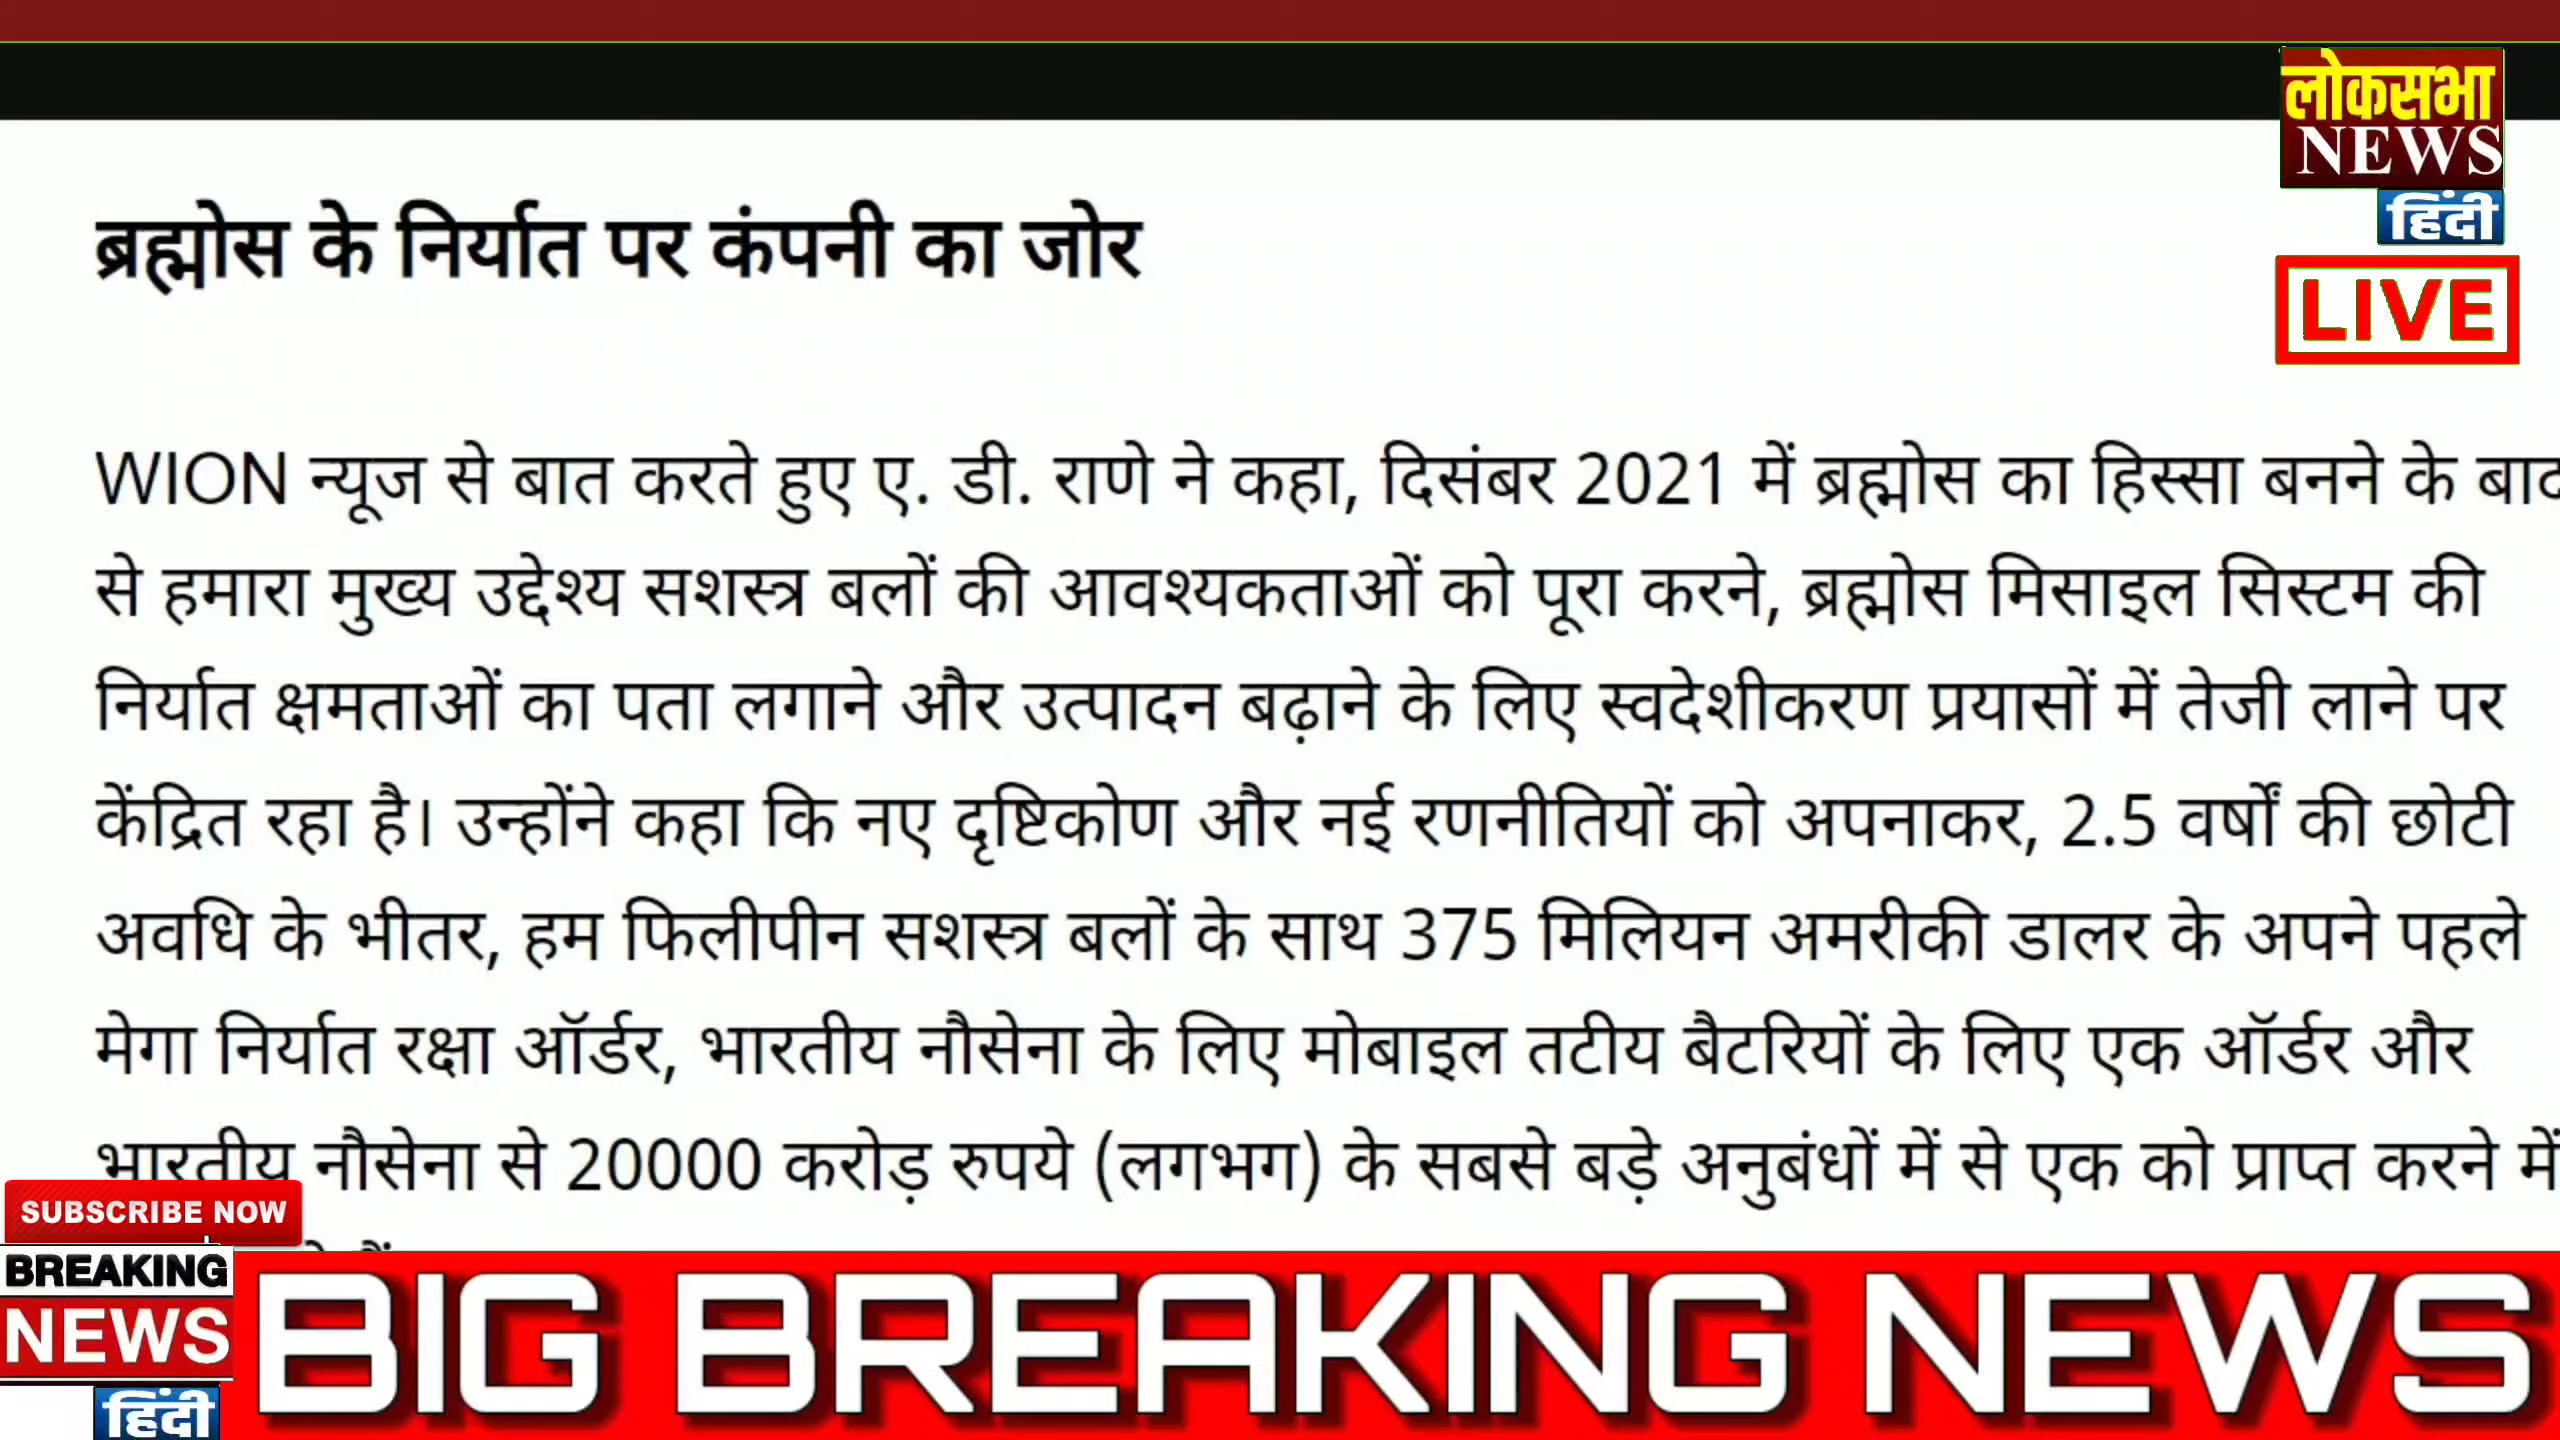 लोकसभा
NEWS
हिंदी
LIVE
ब्रह्मोस के निर्यात पर कंपनी का जोर
WION न्यूज से बात करते हुए ए. डी. राणे ने कहा, दिसंबर 2021 में ब्रह्मोस का हिस्सा बनने के बाद
से हमारा मुख्य उद्देश्य सशस्त्र बलों की आवश्यकताओं को पूरा करने, ब्रह्मोस मिसाइल सिस्टम की
निर्यात क्षमताओं का पता लगाने और उत्पादन बढ़ाने के लिए स्वदेशीकरण प्रयासों में तेजी लाने पर
केंद्रित रहा है। उन्होंने कहा कि नए दृष्टिकोण और नई रणनीतियों को अपनाकर, 2.5 वर्षों की छोटी
अवधि के भीतर, हम फिलीपीन सशस्त्र बलों के साथ 375 मिलियन अमरीकी डालर के अपने पहले
मेगा निर्यात रक्षा ऑर्डर, भारतीय नौसेना के लिए मोबाइल तटीय बैटरियों के लिए एक ऑर्डर और
भारतीय नौसेना से 20000 करोड़ रुपये (लगभग) के सबसे बड़े अनुबंधों में से एक को प्राप्त करने में
SUBSCRIBE NOW
BREAKING
NEWS
हिंदी
BIG BREAKING NEWS